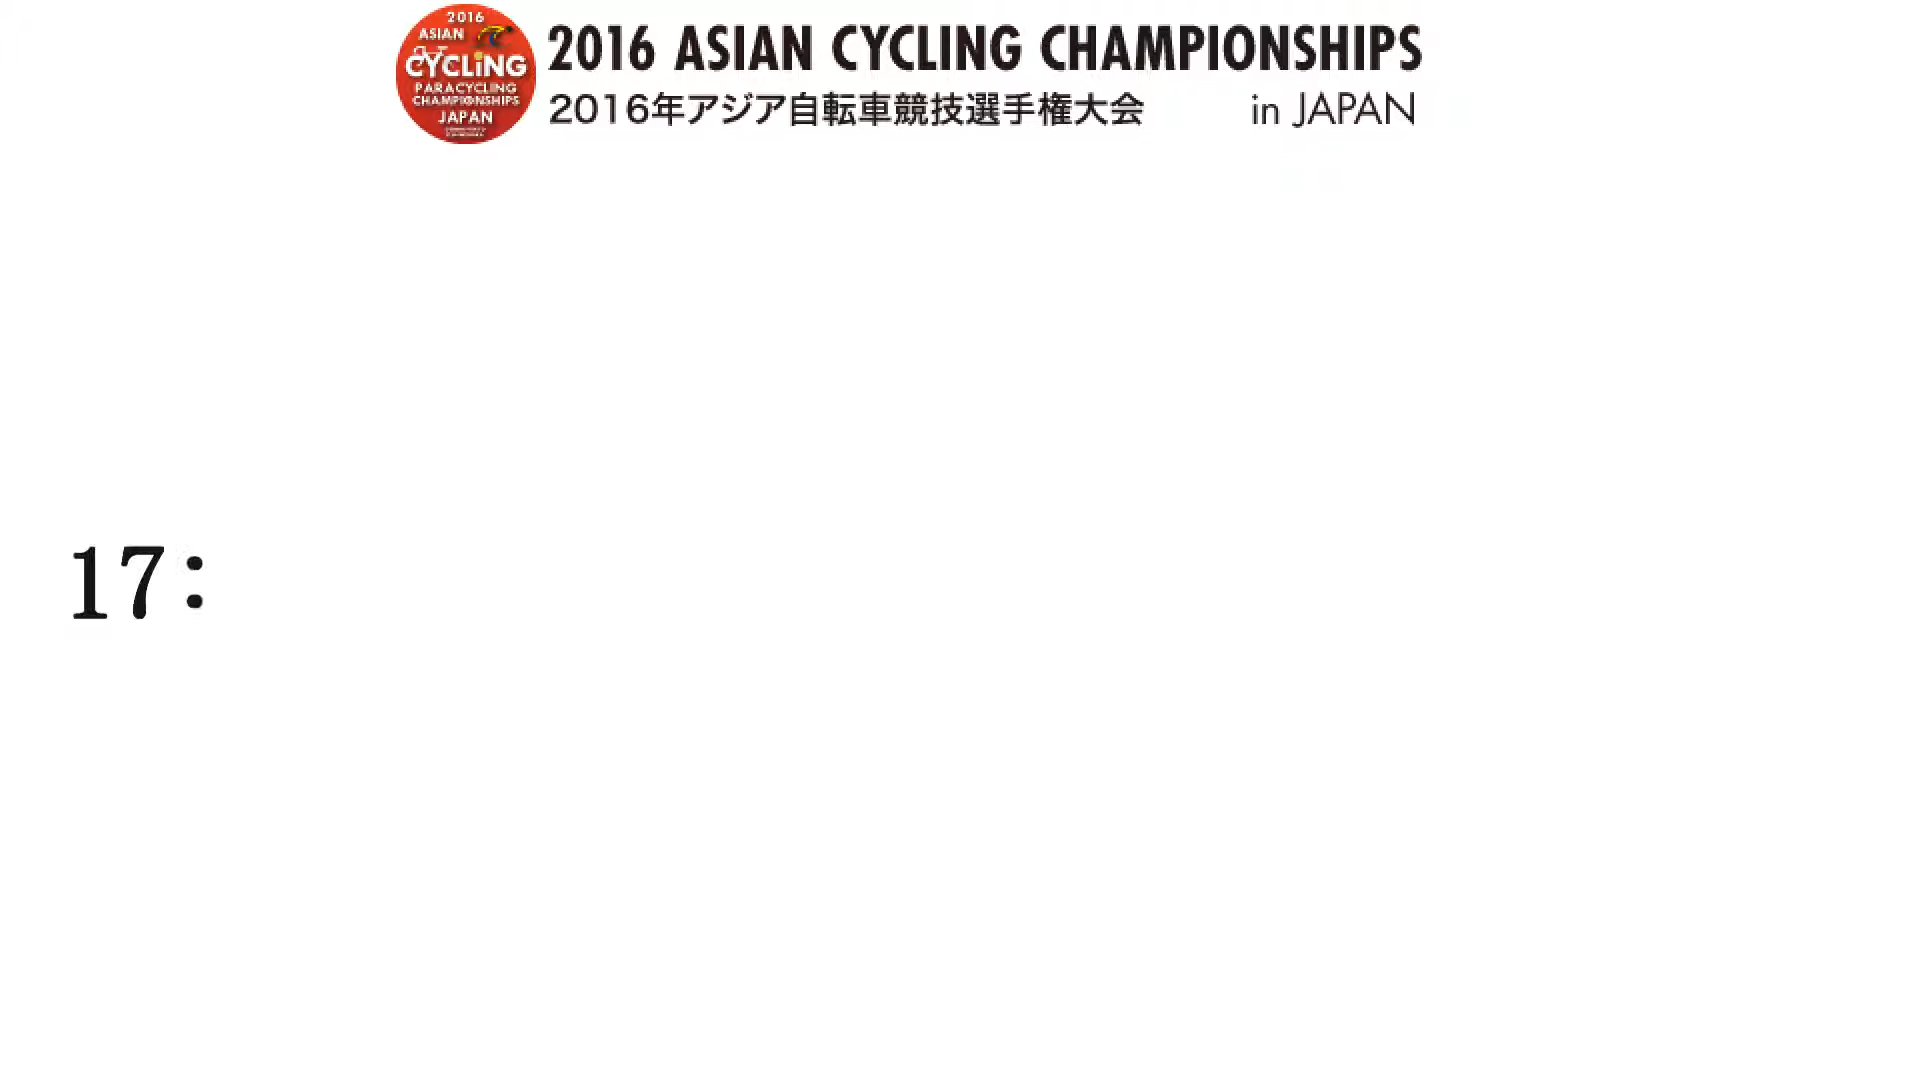 2016
ASIAN
CYCLiNG
PARACYCLING
CHAMPIONSHIPS
JAPAN
2016 ASIAN CYCLING CHAMPIONSHIPS
2016年アジア自転車競技選手権大会 in JAPAN
17: